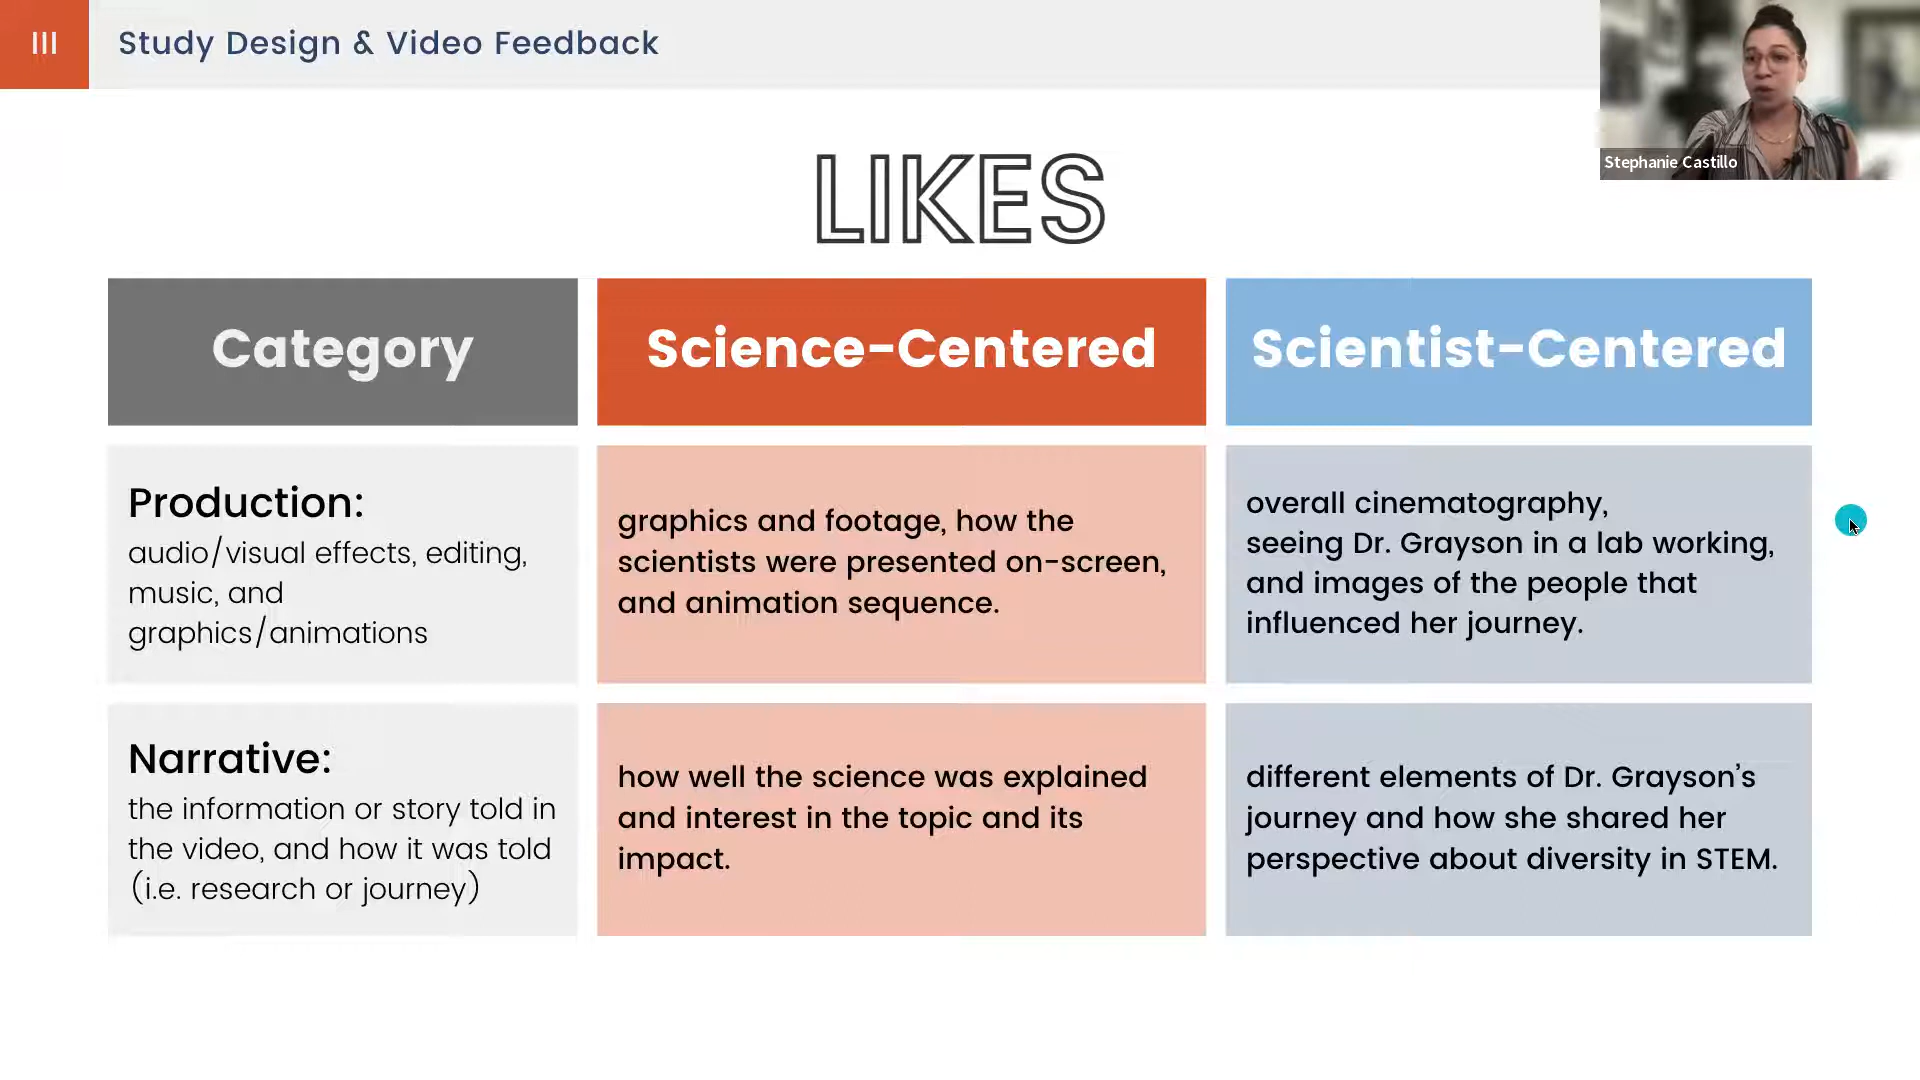 III
Study Design & Video Feedback
Stephanie Castillo
LIKES
Category
Science-Centered
Scientist-Centered
Production:
audio/visual effects, editing,
music, and
graphics/animations
graphics and footage, how the
scientists were presented on-screen,
and animation sequence.
overall cinematography,
seeing Dr. Grayson in a lab working,
and images of the people that
influenced her journey.
Narrative:
the information or story told in
the video, and how it was told
(i.e. research or journey)
how well the science was explained
and interest in the topic and its
impact.
different elements of Dr. Grayson's
journey and how she shared her
perspective about diversity in STEM.